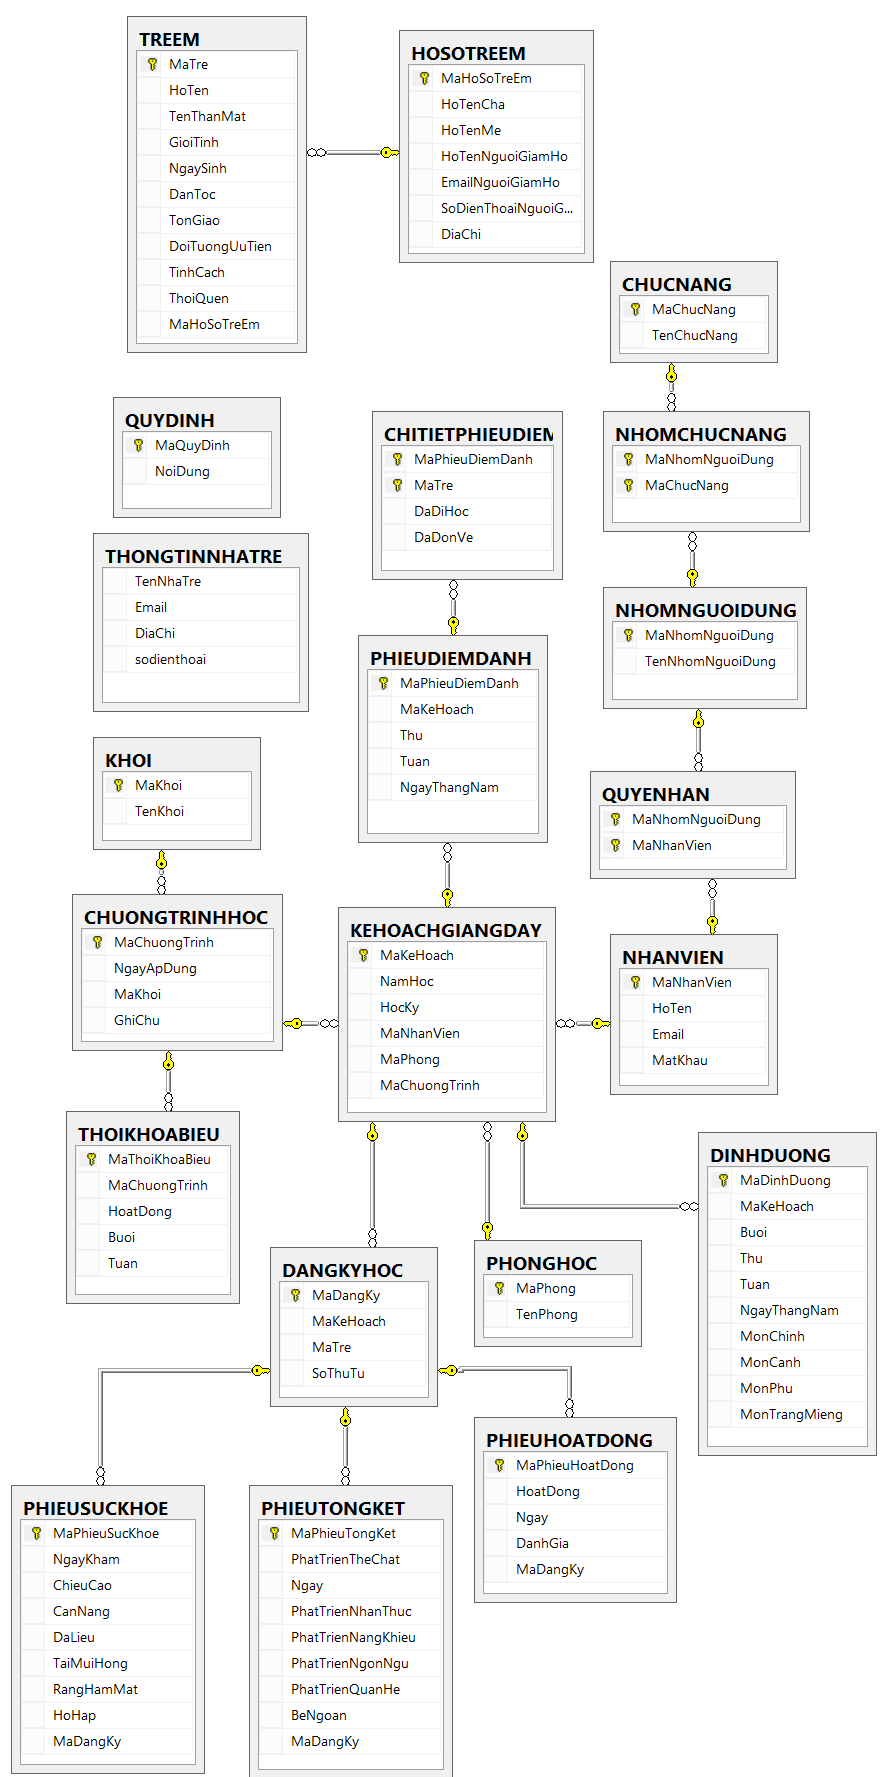 TREEM
MaTre
HoTen
TenThanMat
GioiTinh
NgaySinh
DanToc
TonGiao
DoiTuongUuTien
TinhCach
ThoiQuen
MaHoSoTreEm
HOSOTREEM
MaHoSoTreEm
HoTenCha
HoTenMe
HoTenNguoiGiamHo
EmailNguoiGiamHo
SoDienThoaiNguoiG...
DiaChi
CHUCNANG
MaChucNang
TenChucNang
QUYDINH
MaQuyDinh
NoiDung
CHITIETPHIEUDIEM
MaPhieuDiemDanh
MaTre
DaDiHoc
DaDonVe
NHOMCHUCNANG
MaNhomNguoiDung
MaChucNang
THONGTINNHATRE
TenNhaTre
Email
DiaChi
sodienthoai
NHOMNGUOIDUNG
MaNhomNguoiDung
TenNhomNguoiDung
PHIEUDIEMDANH
MaPhieuDiemDanh
MaKeHoach
Thu
Tuan
NgayThangNam
KHOI
MaKhoi
TenKhoi
QUYENHAN
MaNhomNguoiDung
MaNhanVien
CHUONGTRINHHOC
MaChuongTrinh
NgayApDung
MaKhoi
GhiChu
KEHOACHGIANGDAY
MaKeHoach
NamHoc
HocKy
MaNhanVien
MaPhong
MaChuongTrinh
NHANVIEN
MaNhanVien
HoTen
Email
MatKhau
THOIKHOABIEU
MaThoiKhoaBieu
MaChuongTrinh
HoatDong
Buoi
Tuan
DINHDUONG
MaDinhDuong
MaKeHoach
Buoi
Thu
Tuan
NgayThangNam
MonChinh
MonCanh
MonPhu
MonTrangMieng
DANGKYHOC
MaDangKy
MaKeHoach
MaTre
SoThuTu
PHONGHOC
MaPhong
TenPhong
PHIEUHOATDONG
MaPhieuHoatDong
HoatDong
Ngay
DanhGia
MaDangKy
PHIEUSUCKHOE
MaPhieuSucKhoe
NgayKham
ChieuCao
CanNang
DaLieu
TaiMuiHong
RangHamMat
HoHap
MaDangKy
PHIEUTONGKET
MaPhieuTongKet
PhatTrienTheChat
Ngay
PhatTrienNhanThuc
PhatTrienNangKhieu
PhatTrienNgonNgu
PhatTrienQuanHe
BeNgoan
MaDangKy